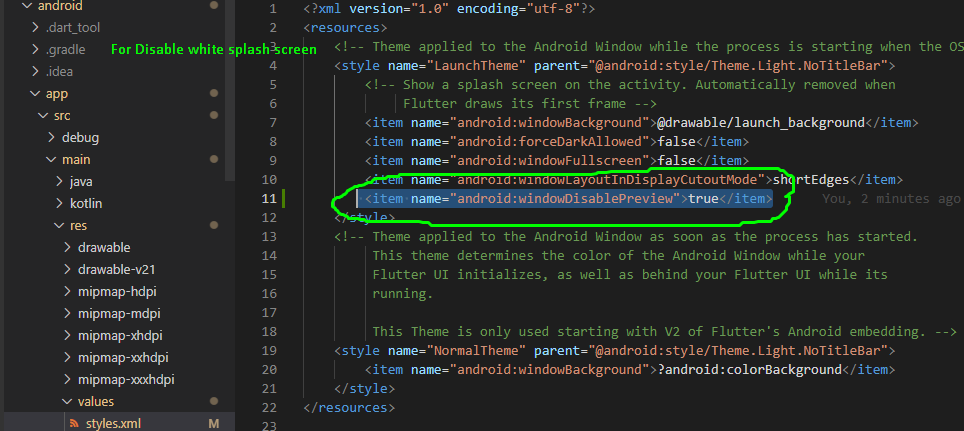 android
.dart_tool
.gradle
For Disable white splash screen
.idea
app
src
debug
main
java
kotlin
res
drawable
drawable-v21
mipmap-hdpi
mipmap-mdpi
mipmap-xhdpi
mipmap-xxhdpi
mipmap-xxxhdpi
values
styles.xml M
1 <?xml version="1.0" encoding="utf-8"?>
2 <resources>
3 <!-- Theme applied to the Android Window while the process is starting when the OS
4 <style name="LaunchTheme" parent="@android:style/Theme.Light.NoTitleBar">
5 <!-- Show a splash screen on the activity. Automatically removed when
6 Flutter draws its first frame -->
7 <item name="android:windowBackground">@drawable/launch_background</item>
8 <item name="android:forceDarkAllowed">false</item>
9 <item name="android:windowFullscreen">false</item>
10 <item name="android:windowLayoutInDisplayCutoutMode">shortEdges</item>
11 <item name="android:windowDisablePreview">true</item> You, 2 minutes ago
12 </style>
13 <!-- Theme applied to the Android Window as soon as the process has started.
14 This theme determines the color of the Android Window while your
15 Flutter UI initializes, as well as behind your Flutter UI while its
16 running.
17
18 This Theme is only used starting with V2 of Flutter's Android embedding. -->
19 <style name="NormalTheme" parent="@android:style/Theme.Light.NoTitleBar">
20 <item name="android:windowBackground">?android:colorBackground</item>
21 </style>
22 </resources>
23